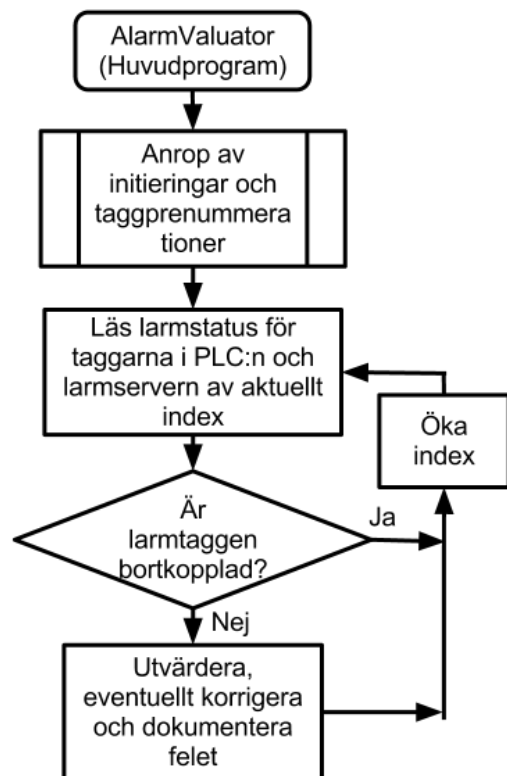 AlarmValuator
(Huvudprogram)
Anrop av
initieringar och
taggprenummera
tioner
Läs larmstatus för
taggarna i PLC:n och
larmservern av aktuellt
index
Öka
index
Är
larmtaggen
bortkopplad?
Ja
Nej
Utvärdera,
eventuellt korrigera
och dokumentera
felet